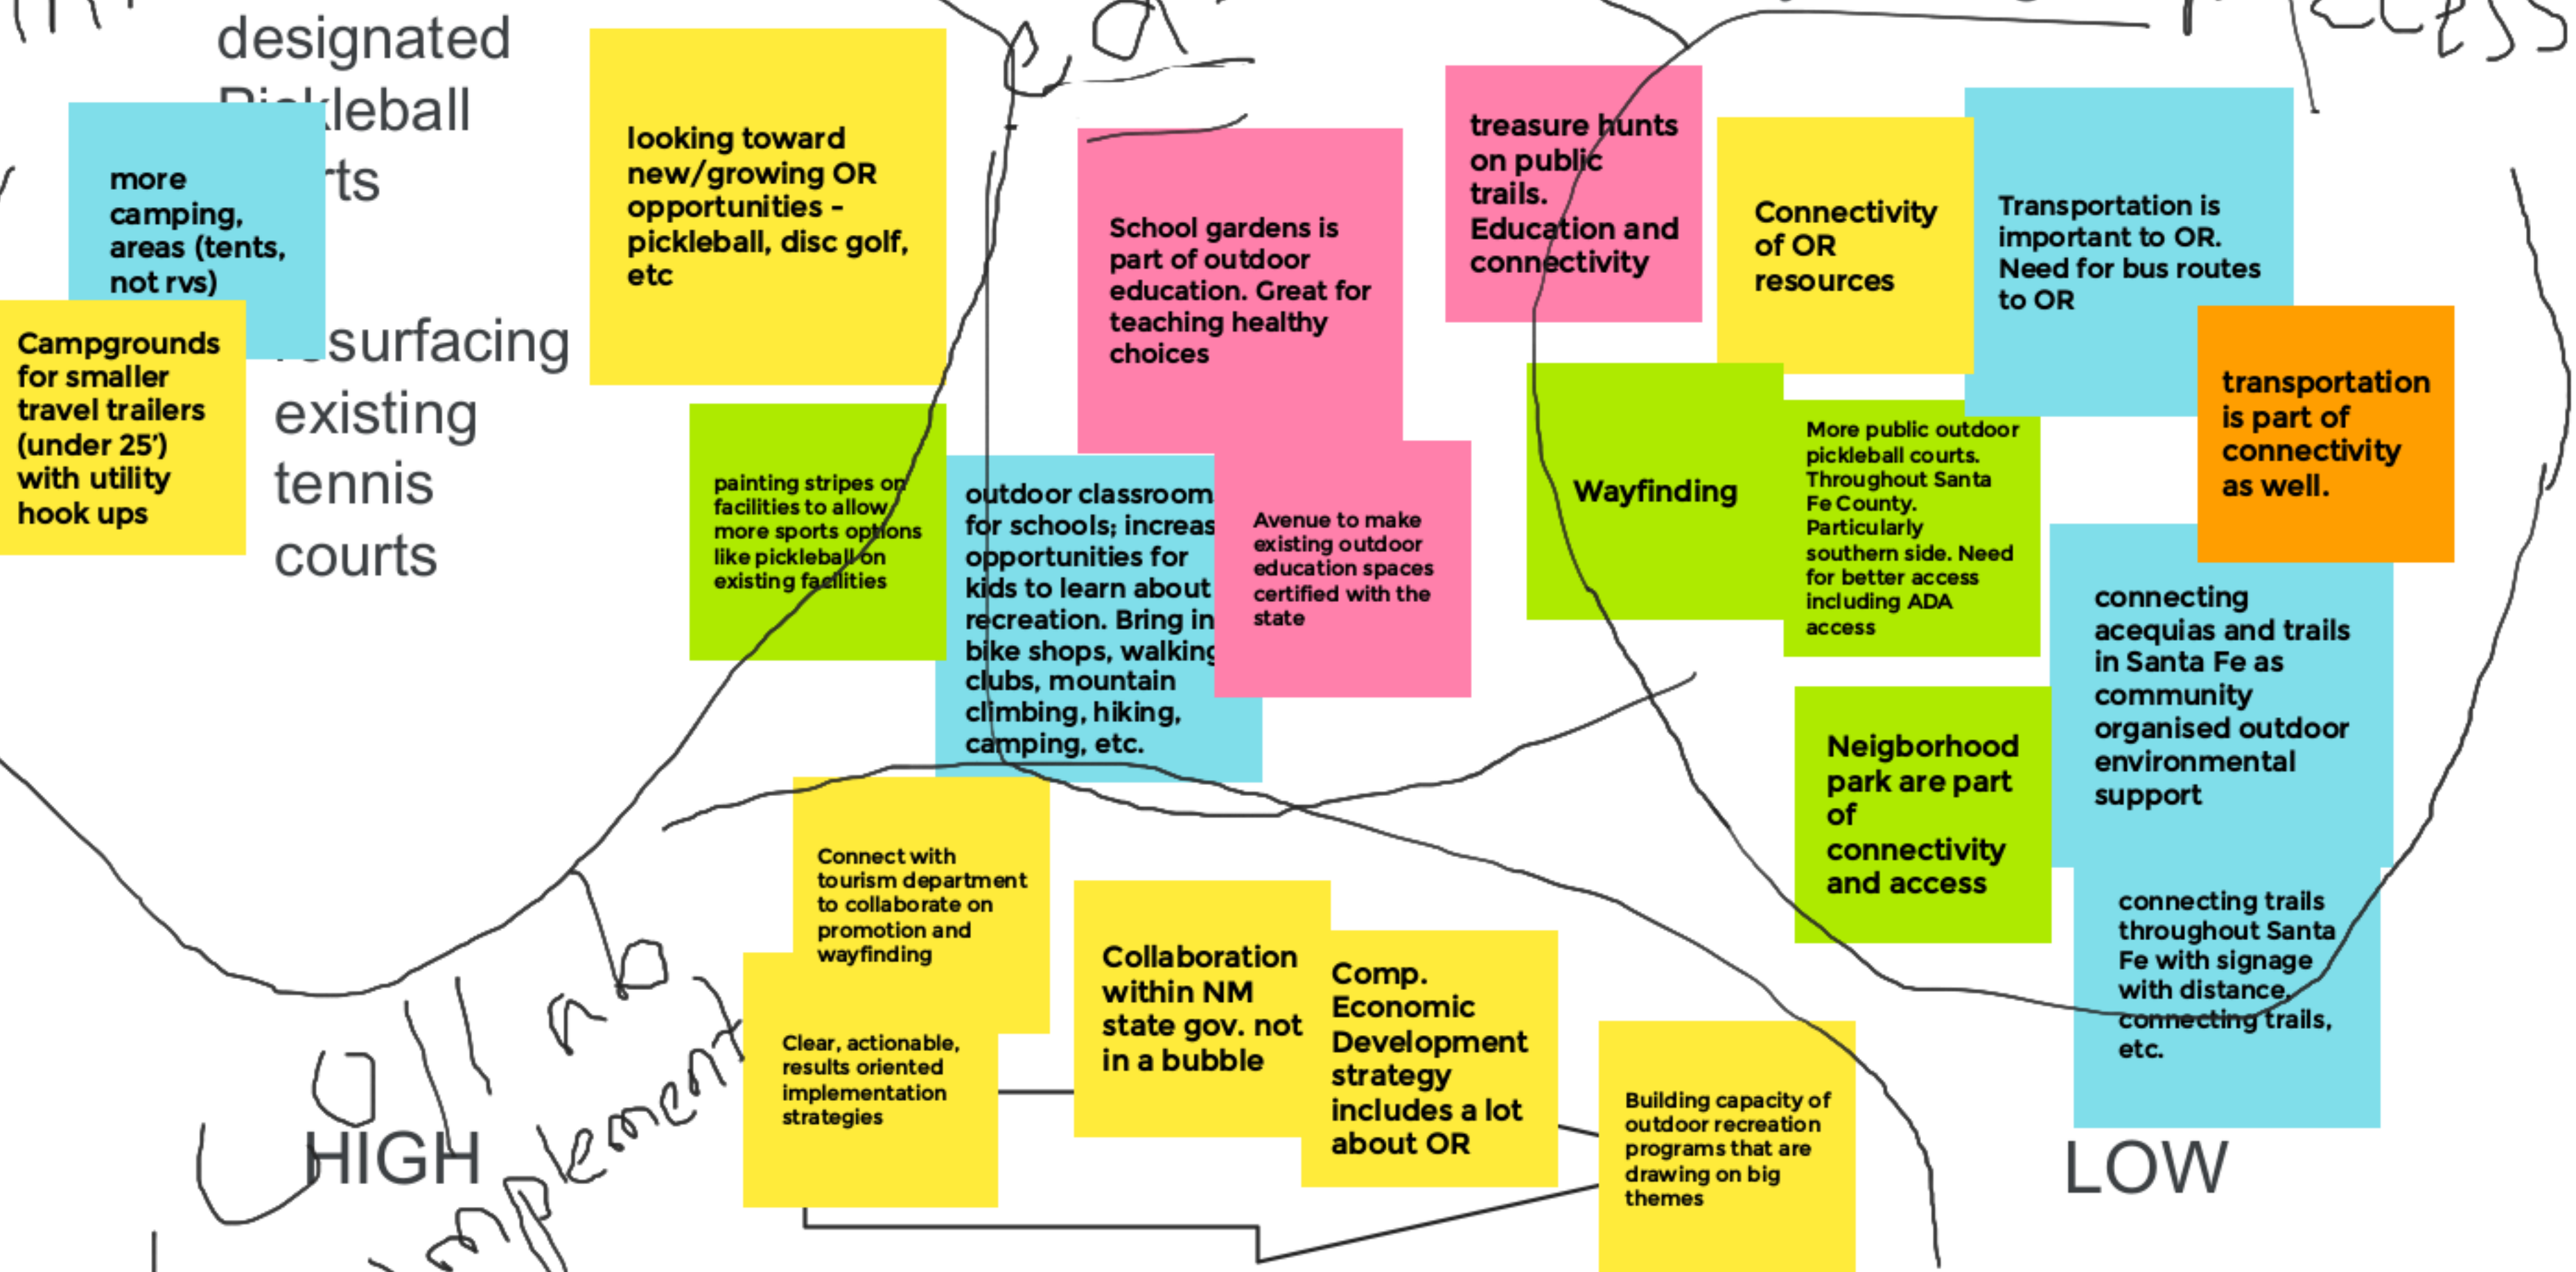 designated
Pickleball
rts
more
camping,
areas (tents,
not rvs)
Campgrounds
for smaller
travel trailers
(under 25')
with utility
hook ups
surfacing
existing
tennis
courts
looking toward
new/growing OR
opportunities -
pickleball, disc golf,
etc
painting stripes on
facilities to allow
more sports options
like pickleball on
existing facilities
School gardens is
part of outdoor
education. Great for
teaching healthy
choices
outdoor classroom
for schools; increas
opportunities for
kids to learn about
recreation. Bring in
bike shops, walking
clubs, mountain
climbing, hiking,
camping, etc.
Avenue to make
existing outdoor
education spaces
certified with the
state
treasure hunts
on public
trails.
Education and
connectivity
Connectivity
of OR
resources
Transportation is
important to OR.
Need for bus routes
to OR
transportation
is part of
connectivity
as well.
Wayfinding
More public outdoor
pickleball courts.
Throughout Santa
Fe County.
Particularly
southern side. Need
for better access
including ADA
access
connecting
acequias and trails
in Santa Fe as
community
organised outdoor
environmental
support
Neigborhood
park are part
of
connectivity
and access
connecting trails
throughout Santa
Fe with signage
with distance,
connecting trails,
etc.
Connect with
tourism department
to collaborate on
promotion and
wayfinding
Clear, actionable,
results oriented
implementation
strategies
Collaboration
within NM
state gov. not
in a bubble
Comp.
Economic
Development
strategy
includes a lot
about OR
Building capacity of
outdoor recreation
programs that are
drawing on big
themes
Collab
implement
HIGH
LOW